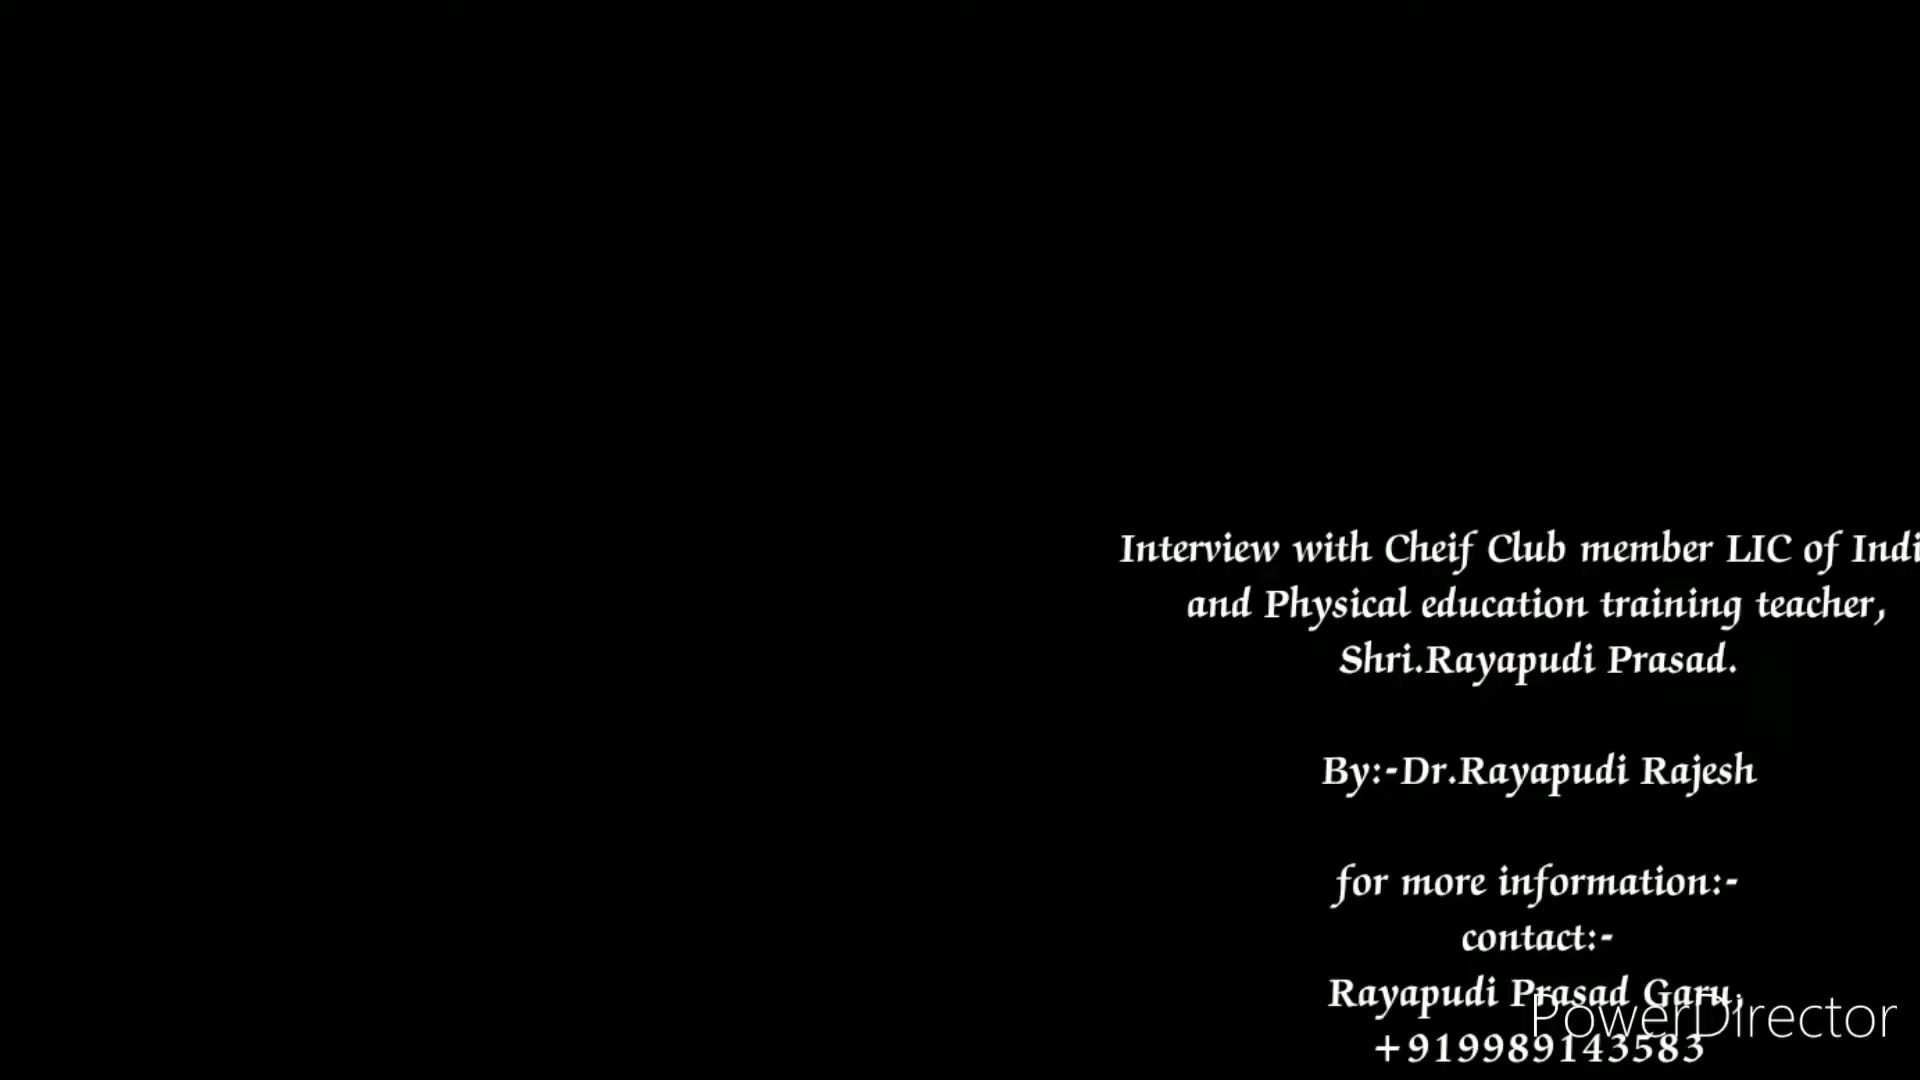 Interview with Cheif Club member LIC of Indi
and Physical education training teacher,
Shri.Rayapudi Prasad.
By:-Dr.Rayapudi Rajesh
for more information:-
contact:-
Rayapudi Prasad Garu,
PowerDirector
+919989143583